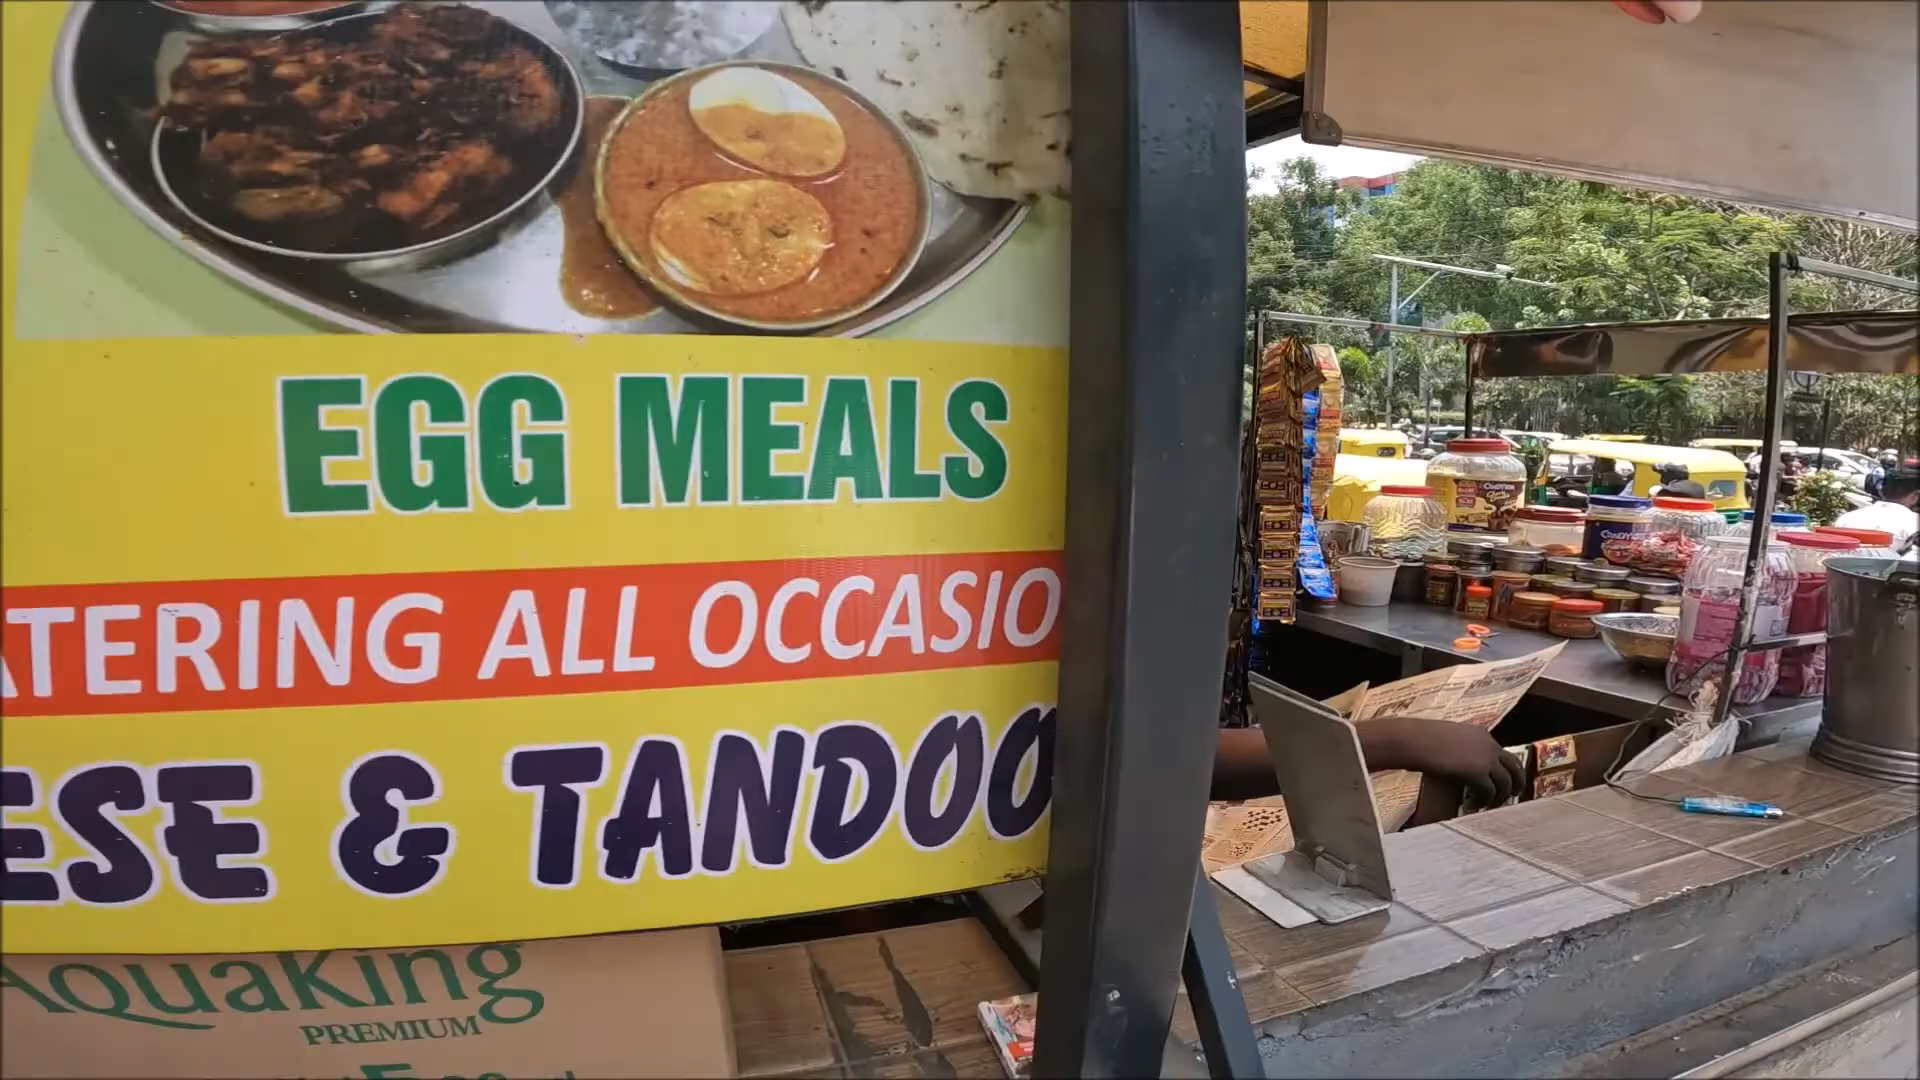 EGG MEALS
ATERING ALL OCCASIO
ESE & TANDOO
AquaKing
PREMIUM